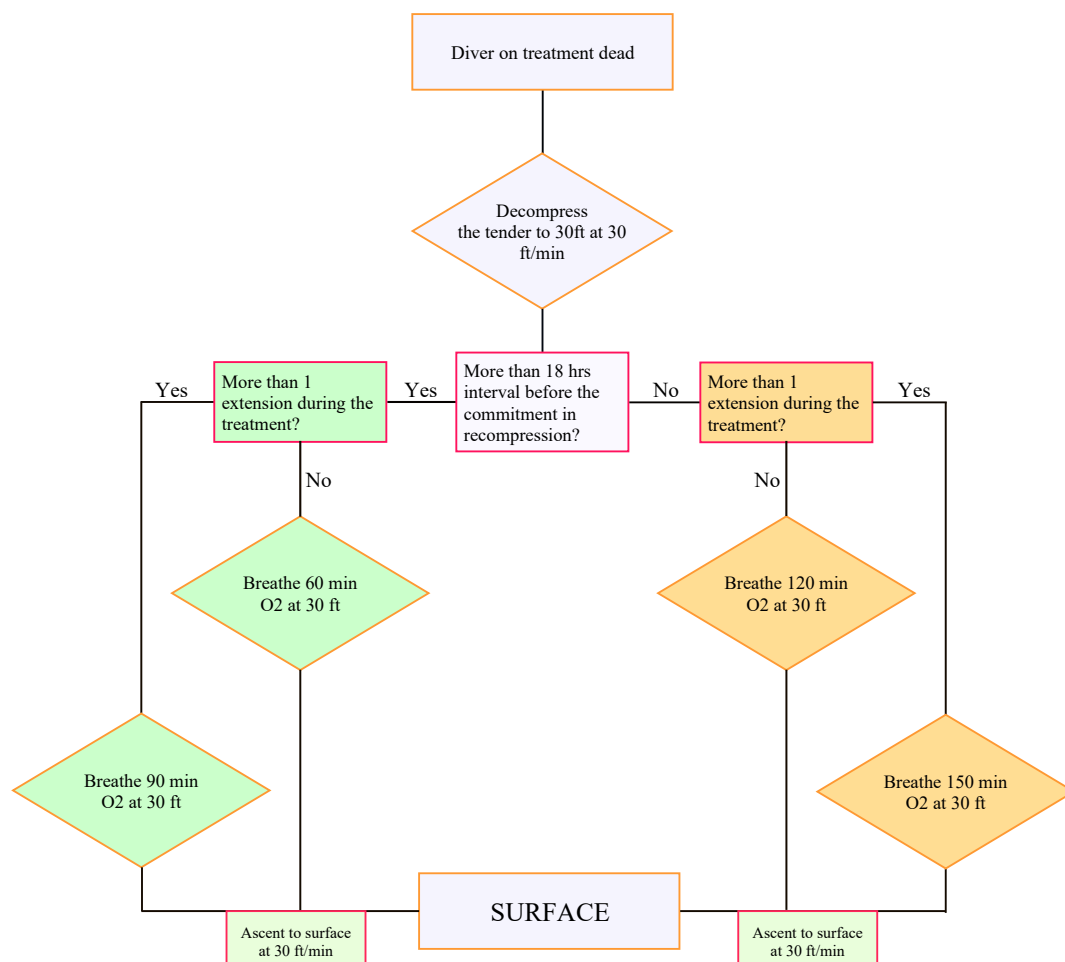 Diver on treatment dead
Decompress
the tender to 30ft at 30
ft/min
Yes
More than 1
extension during the
treatment?
Yes
More than 18 hrs
interval before the
commitment in
recompression?
No
More than 1
extension during the
treatment?
Yes
No
No
Breathe 60 min
O2 at 30 ft
Breathe 120 min
O2 at 30 ft
Breathe 90 min
O2 at 30 ft
Breathe 150 min
O2 at 30 ft
SURFACE
Ascent to surface
at 30 ft/min
Ascent to surface
at 30 ft/min